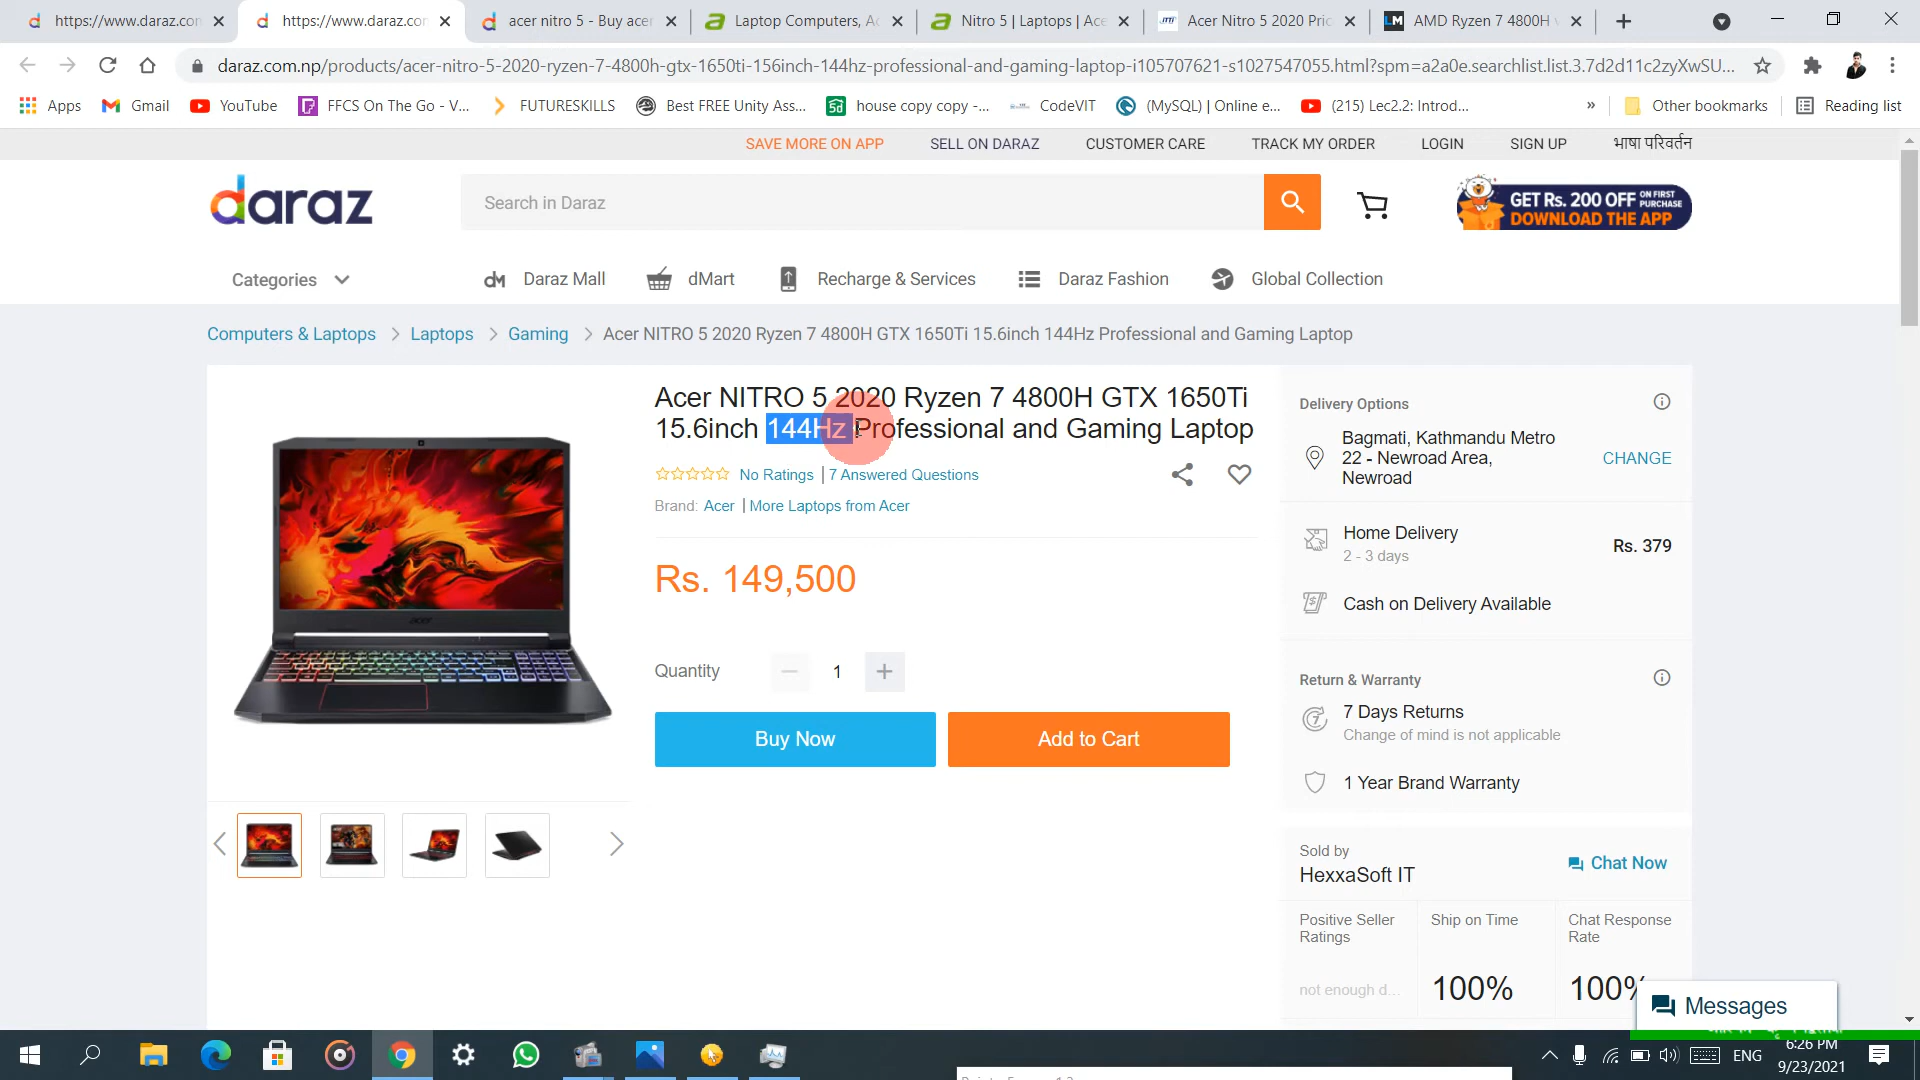 https://www.daraz.con
https://www.daraz.con
acer nitro 5 - Buy acer
Laptop Computers, Ac
Nitro 5 | Laptops | Ace
Acer Nitro 5 2020 Pric
AMD Ryzen 7 4800H v
daraz.com.np/products/acer-nitro-5-2020-ryzen-7-4800h-gtx-1650ti-156inch-144hz-professional-and-gaming-laptop-i105707621-s1027547055.html?spm=a2a0e.searchlist.list.3.7d2d11c2zyXwSU...
Apps
Gmail
YouTube
FFCS On The Go - V...
FUTURESKILLS
Best FREE Unity Ass...
house copy copy -...
CodeVIT
(MySQL) | Online e...
(215) Lec2.2: Introd...
»
Other bookmarks
Reading list
SAVE MORE ON APP
SELL ON DARAZ
CUSTOMER CARE
TRACK MY ORDER
LOGIN
SIGN UP
भाषा परिवर्तन
daraz
Search in Daraz
GET Rs. 200 OFF ON FIRST PURCHASE
DOWNLOAD THE APP
Categories
Daraz Mall
dMart
Recharge & Services
Daraz Fashion
Global Collection
Computers & Laptops > Laptops > Gaming > Acer NITRO 5 2020 Ryzen 7 4800H GTX 1650Ti 15.6inch 144Hz Professional and Gaming Laptop
Acer NITRO 5 2020 Ryzen 7 4800H GTX 1650Ti
15.6inch 144Hz Professional and Gaming Laptop
No Ratings | 7 Answered Questions
Brand: Acer | More Laptops from Acer
Rs. 149,500
Quantity
1
Buy Now
Add to Cart
acer
Delivery Options
Bagmati, Kathmandu Metro
22 - Newroad Area,
Newroad
CHANGE
Home Delivery
2 - 3 days
Rs. 379
Cash on Delivery Available
Return & Warranty
7 Days Returns
Change of mind is not applicable
1 Year Brand Warranty
Sold by
HexxaSoft IT
Chat Now
Positive Seller
Ratings
not enough d...
Ship on Time
100%
Chat Response
Rate
100%
Messages
ENG
6:26 PM
9/23/2021